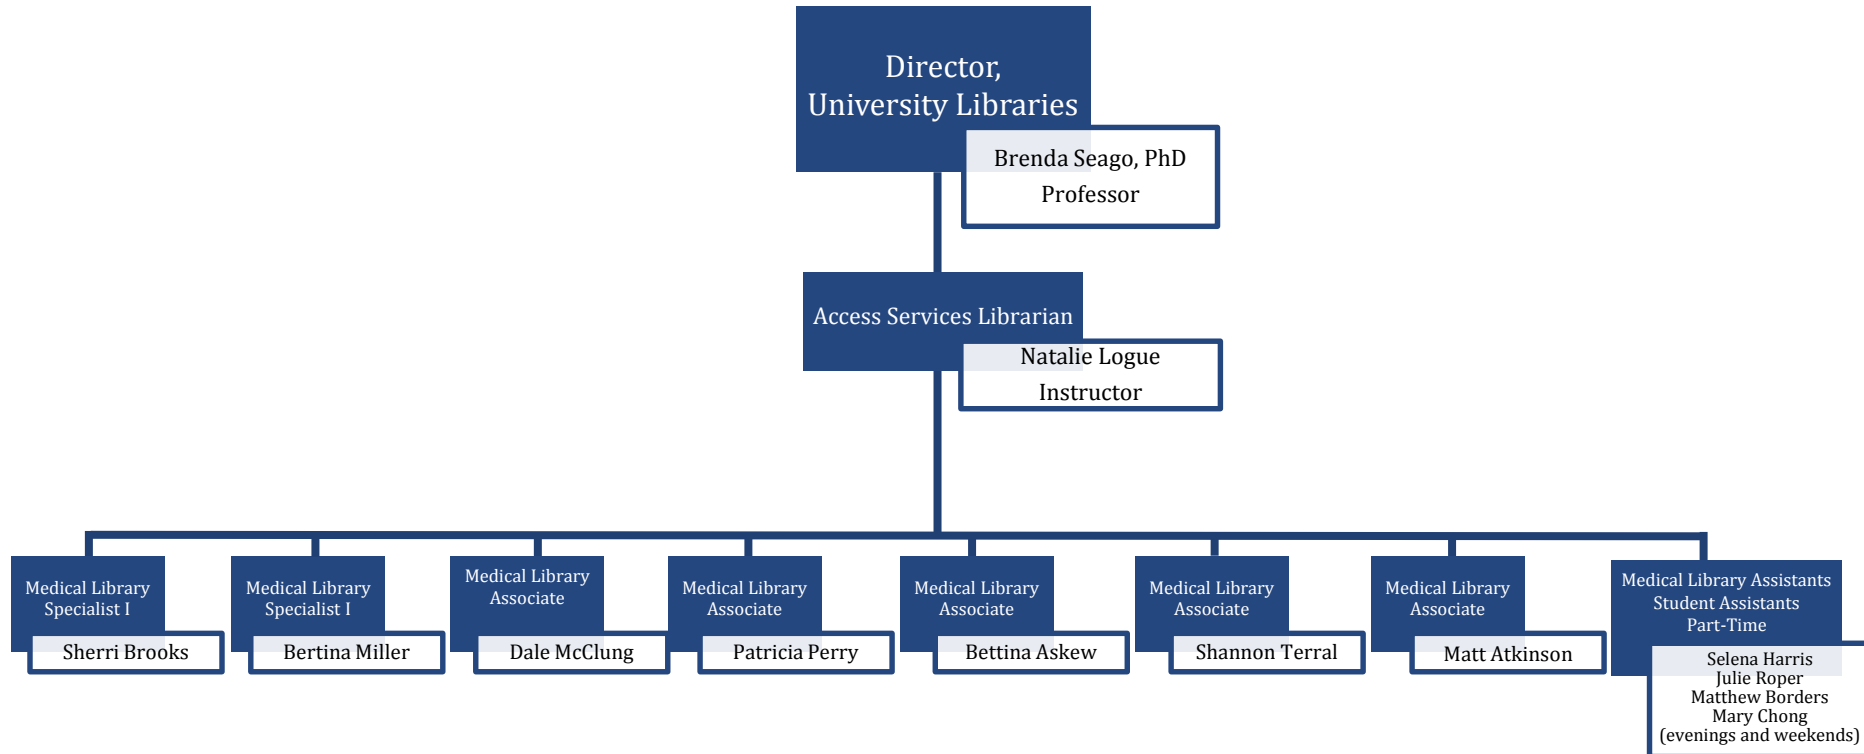 Director,
University Libraries
Brenda Seago, PhD
Professor
Access Services Librarian
Natalie Logue
Instructor
Medical Library
Specialist I
Sherri Brooks
Medical Library
Specialist I
Bertina Miller
Medical Library
Associate
Dale McClung
Medical Library
Associate
Patricia Perry
Medical Library
Associate
Bettina Askew
Medical Library
Associate
Shannon Terral
Medical Library
Associate
Matt Atkinson
Medical Library Assistants
Student Assistants
Part-Time
Selena Harris
Julie Roper
Matthew Borders
Mary Chong
(evenings and weekends)